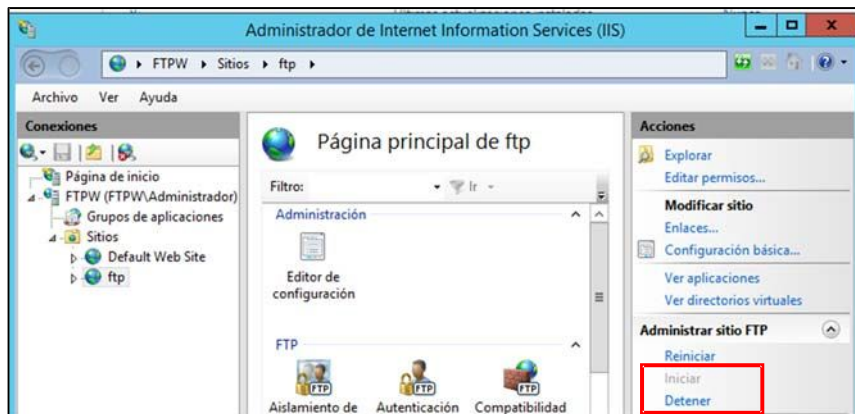 Administrador de Internet Information Services (IIS)
FTPW Sitios ftp
Archivo Ver Ayuda
Conexiones
Página de inicio
FTPW (FTPW\Administrador)
Grupos de aplicaciones
Sitios
Default Web Site
ftp
Página principal de ftp
Filtro: Ir
Administración
Editor de
configuración
FTP
FTP FTP FTP
Aislamiento de Autenticación Compatibilidad
Acciones
Explorar
Editar permisos...
Modificar sitio
Enlaces...
Configuración básica...
Ver aplicaciones
Ver directorios virtuales
Administrar sitio FTP
Reiniciar
Iniciar
Detener